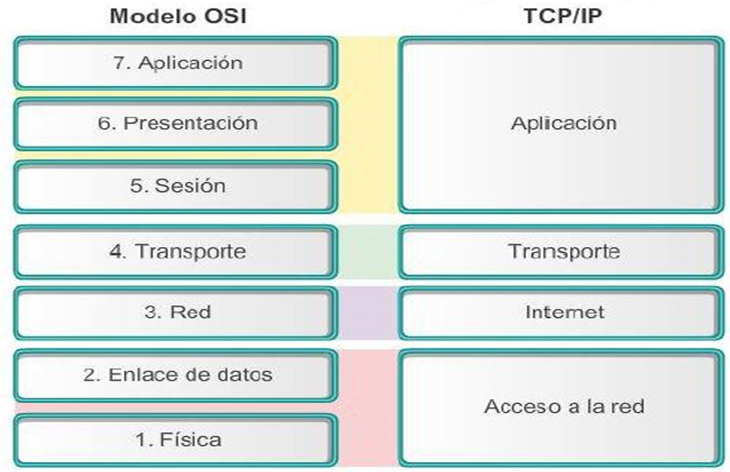 Modelo OSI
TCP/IP
7. Aplicación
6. Presentación
5. Sesión
Aplicación
4. Transporte
Transporte
3. Red
Internet
2. Enlace de datos
1. Física
Acceso a la red